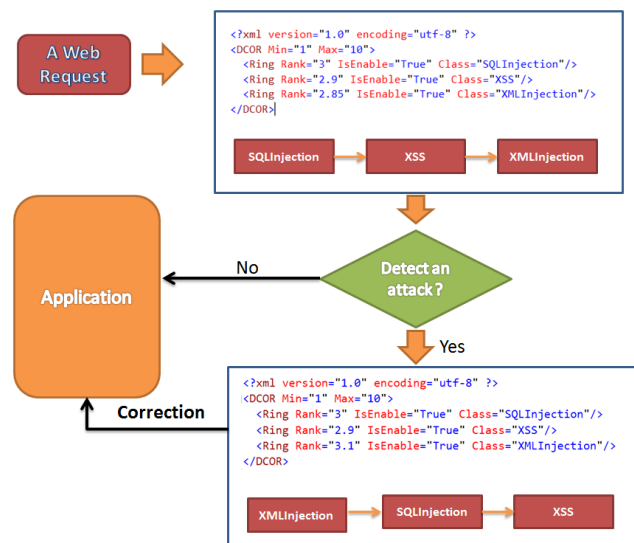 A Web
Request
<?xml version="1.0" encoding="utf-8" ?>
<DCOR Min="1" Max="10">
<Ring Rank="3" IsEnable="True" Class="SQLInjection"/>
<Ring Rank="2.9" IsEnable="True" Class="XSS"/>
<Ring Rank="2.85" IsEnable="True" Class="XMLInjection"/>
</DCOR>
SQLInjection
XSS
XMLInjection
Detect an
attack ?
No
Application
Yes
<?xml version="1.0" encoding="utf-8" ?>
<DCOR Min="1" Max="10">
<Ring Rank="3" IsEnable="True" Class="SQLInjection"/>
<Ring Rank="2.9" IsEnable="True" Class="XSS"/>
<Ring Rank="3.1" IsEnable="True" Class="XMLInjection"/>
</DCOR>
Correction
XMLInjection
SQLInjection
XSS